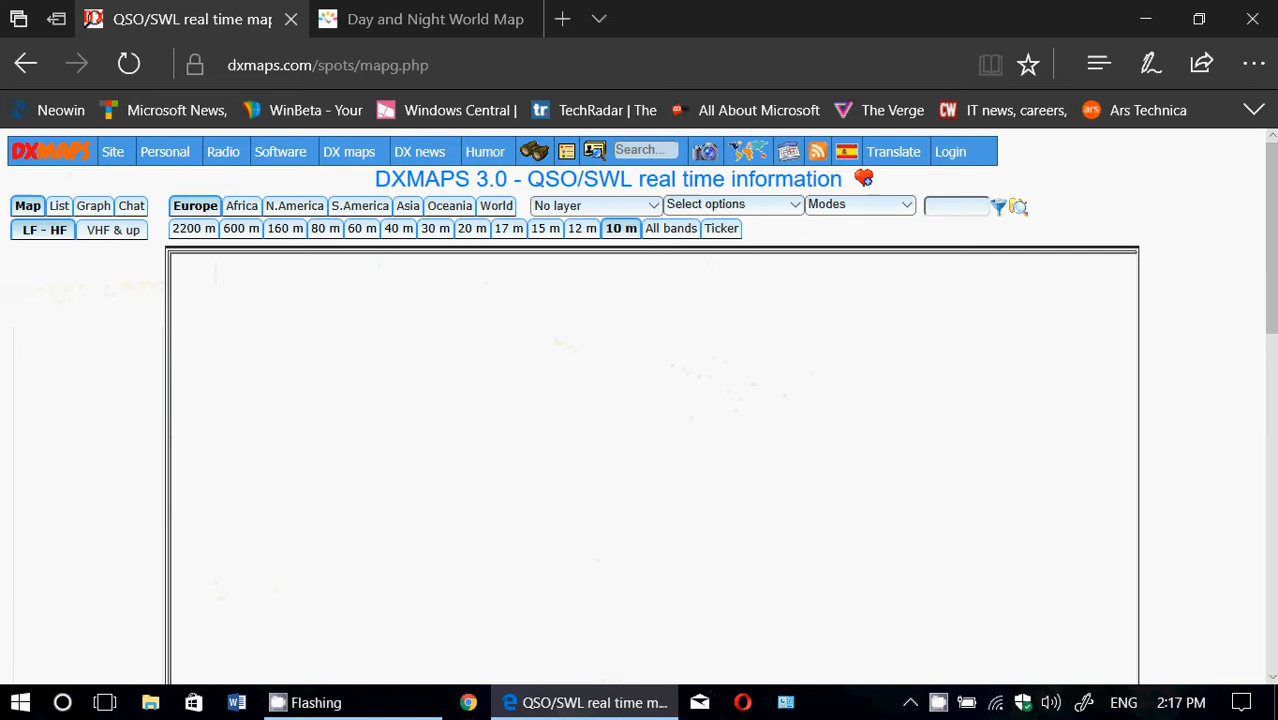 QSO/SWL real time map
Day and Night World Map
dxmaps.com/spots/mapg.php
Neowin
Microsoft News,
WinBeta - Your
Windows Central |
tr
TechRadar | The
All About Microsoft
The Verge
CW
IT news, careers,
ars
Ars Technica
DXMAPS Site Personal Radio Software DX maps DX news Humor Search... Translate Login
DXMAPS 3.0 - QSO/SWL real time information
Map List Graph Chat Europe Africa N.America S.America Asia Oceania World No layer Select options Modes
LF - HF VHF & up 2200 m 600 m 160 m 80 m 60 m 40 m 30 m 20 m 17 m 15 m 12 m 10 m All bands Ticker
Flashing
QSO/SWL real time m...
ENG
2:17 PM